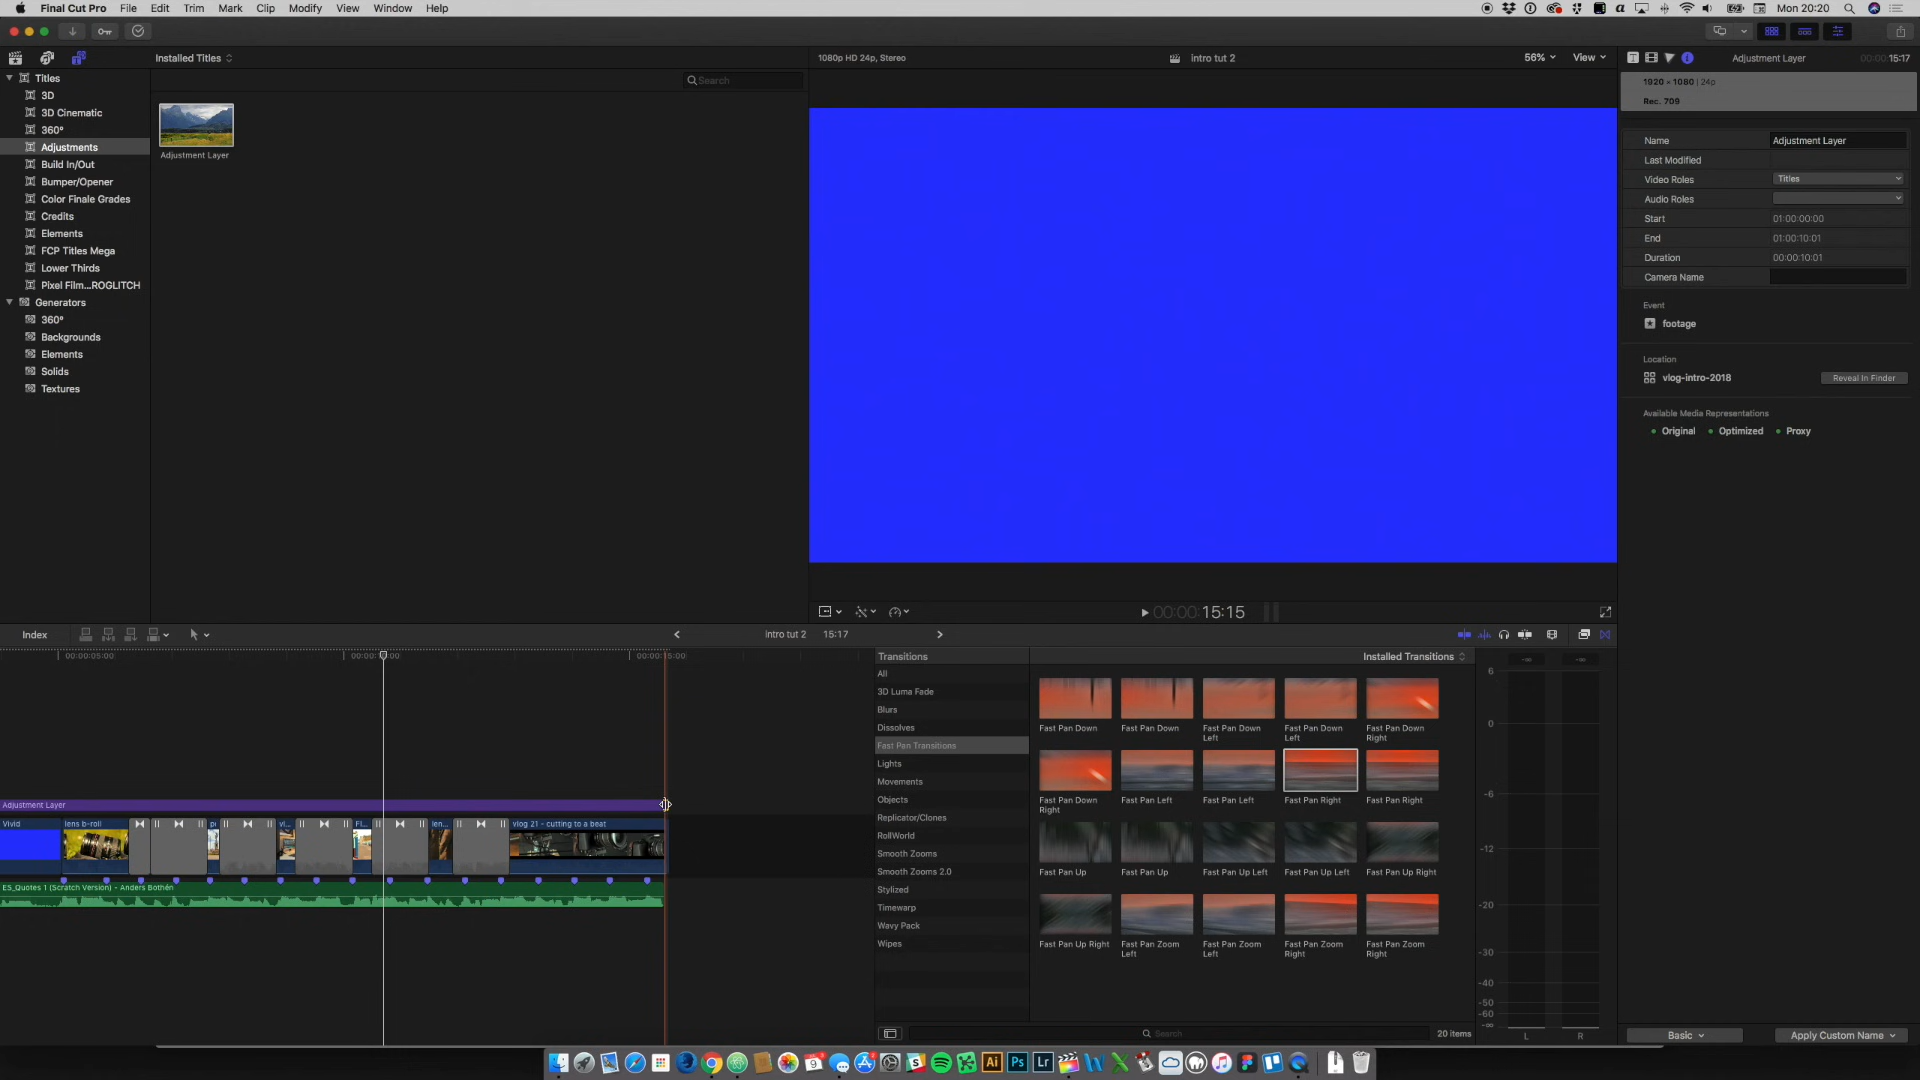 Final Cut Pro File Edit Trim Mark Clip Modify View Window Help
Mon 20:20
Installed Titles
1080p HD 24p, Stereo
intro tut 2
56%
View
Adjustment Layer
15:17
Search
Titles
3D
3D Cinematic
360°
Adjustments
Build In/Out
Bumper/Opener
Color Finale Grades
Credits
Elements
FCP Titles Mega
Lower Thirds
Pixel Film...ROGLITCH
Generators
360°
Backgrounds
Elements
Solids
Textures
Adjustment Layer
1920 × 1080 | 24p
Rec. 709
Name Adjustment Layer
Last Modified
Video Roles Titles
Audio Roles
Start 01:00:00:00
End 01:00:10:01
Duration 00:00:10:01
Camera Name
Event
footage
Location
vlog-intro-2018
Reveal In Finder
Available Media Representations
Original
Optimized
Proxy
00:00:15:15
Index
intro tut 2
15:17
00:00:05:00
00:00:15:00
Adjustment Layer
Vivid
lens b-roll
vl...
Fl...
len...
vlog 21 - cutting to a beat
ES_Quotes 1 (Scratch Version) - Anders Bothén
Transitions
Installed Transitions
All
3D Luma Fade
Blurs
Dissolves
Fast Pan Transitions
Lights
Movements
Objects
Replicator/Clones
RollWorld
Smooth Zooms
Smooth Zooms 2.0
Stylized
Timewarp
Wavy Pack
Wipes
Fast Pan Down
Fast Pan Down
Fast Pan Down Left
Fast Pan Down Left
Fast Pan Down Right
Fast Pan Down Right
Fast Pan Left
Fast Pan Left
Fast Pan Right
Fast Pan Right
Fast Pan Up
Fast Pan Up
Fast Pan Up Left
Fast Pan Up Left
Fast Pan Up Right
Fast Pan Up Right
Fast Pan Zoom Left
Fast Pan Zoom Left
Fast Pan Zoom Right
Fast Pan Zoom Right
Search
20 items
6
0
-6
-12
-20
-30
-40
-50
-60
-∞
L
R
Basic
Apply Custom Name